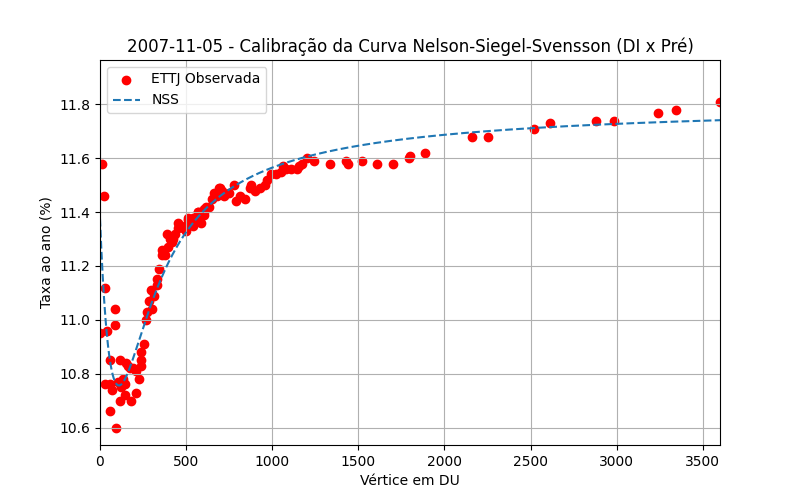 2007-11-05 - Calibração da Curva Nelson-Siegel-Svensson (DI x Pré)
ETTJ Observada
NSS
Taxa ao ano (%)
11.8
11.6
11.4
11.2
11.0
10.8
10.6
0 500 1000 1500 2000 2500 3000 3500
Vértice em DU